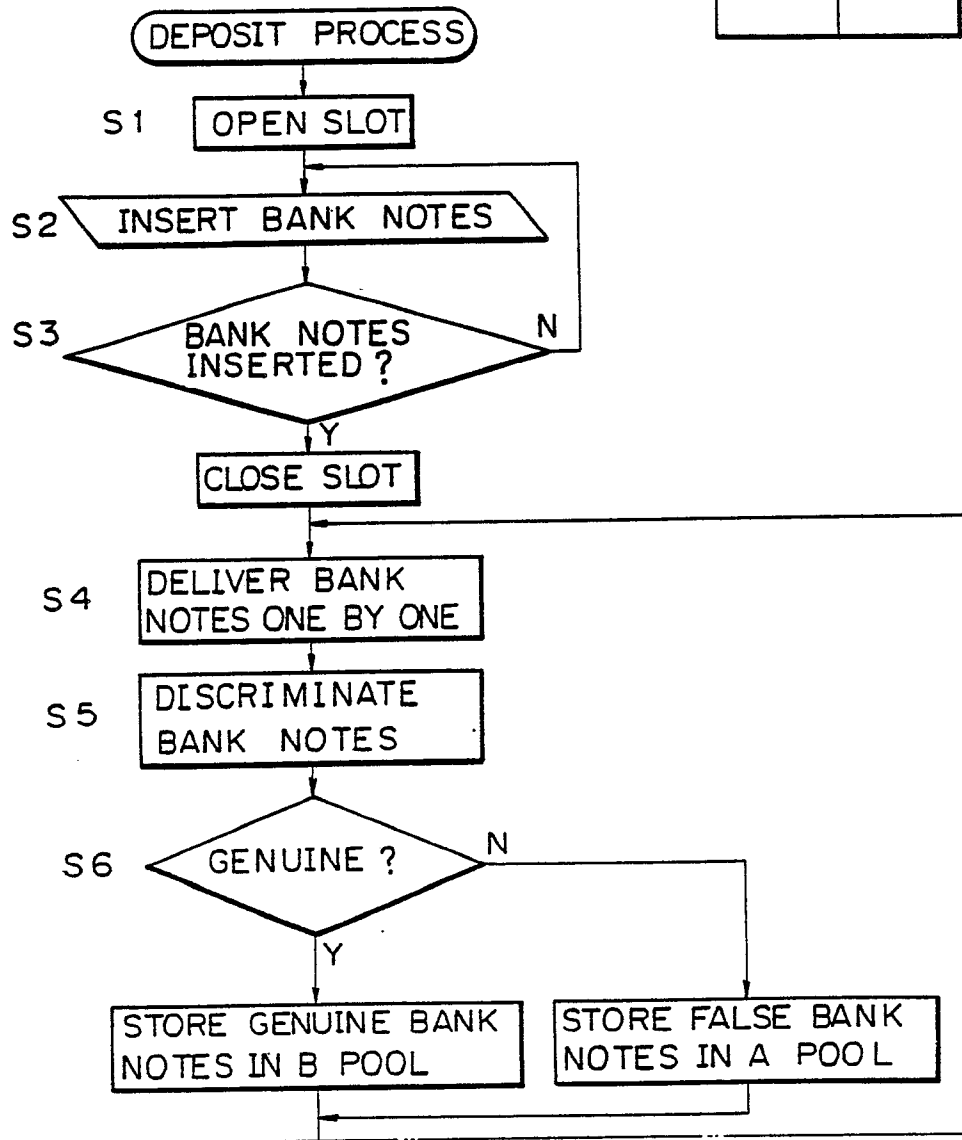 DEPOSIT PROCESS
S1
OPEN SLOT
S2
INSERT BANK NOTES
S3
BANK NOTES
INSERTED ?
N
Y
CLOSE SLOT
S4
DELIVER BANK
NOTES ONE BY ONE
S5
DISCRIMINATE
BANK NOTES
S6
GENUINE ?
N
Y
STORE GENUINE BANK
NOTES IN B POOL
STORE FALSE BANK
NOTES IN A POOL